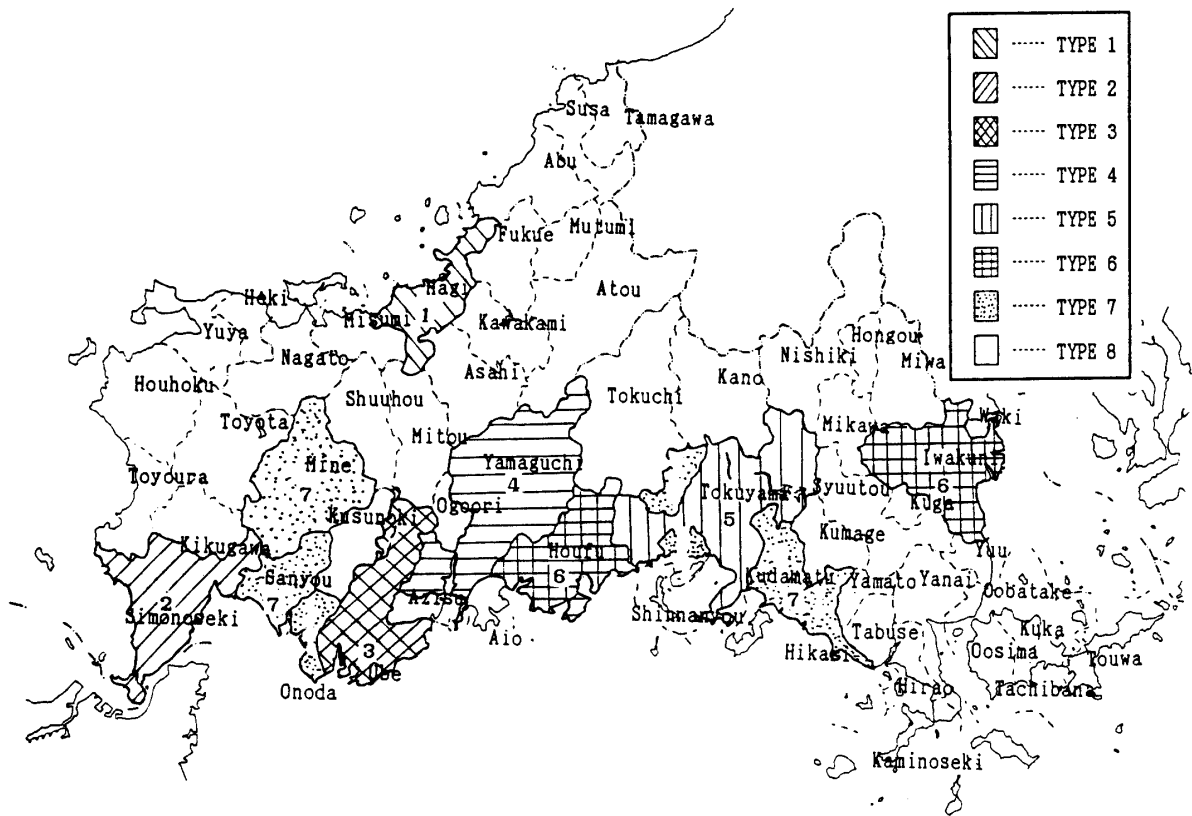 TYPE 1
TYPE 2
TYPE 3
TYPE 4
TYPE 5
TYPE 6
TYPE 7
TYPE 8
Susa
Tamagawa
Abu
Fukue
Mutumi
Atou
Hagi
Heki
Misumi
1
Kawakami
Yuya
Nagato
Hongou
Nishiki
Miwa
Asahi
Kano
Houhoku
Shuuhou
Tokuchi
Toyota
Mitou
Mikawa
Waki
Mine
Yamaguchi
Iwakuni
Toyoura
4
7
6
Tokuyama
Syuutou
Kuga
Ogoori
Kusunoki
5
Kumage
Kikugawa
Houfu
Yuu
Sanyou
6
Kudamatu
Yamato
Yanai
Oobatake
2
7
Ajisu
7
Simonoseki
Shinnanyou
Aio
Tabuse
Kuka
3
Hikasi
Oosima
Touwa
Ube
Onoda
Hirao
Tachibana
Kaminoseki